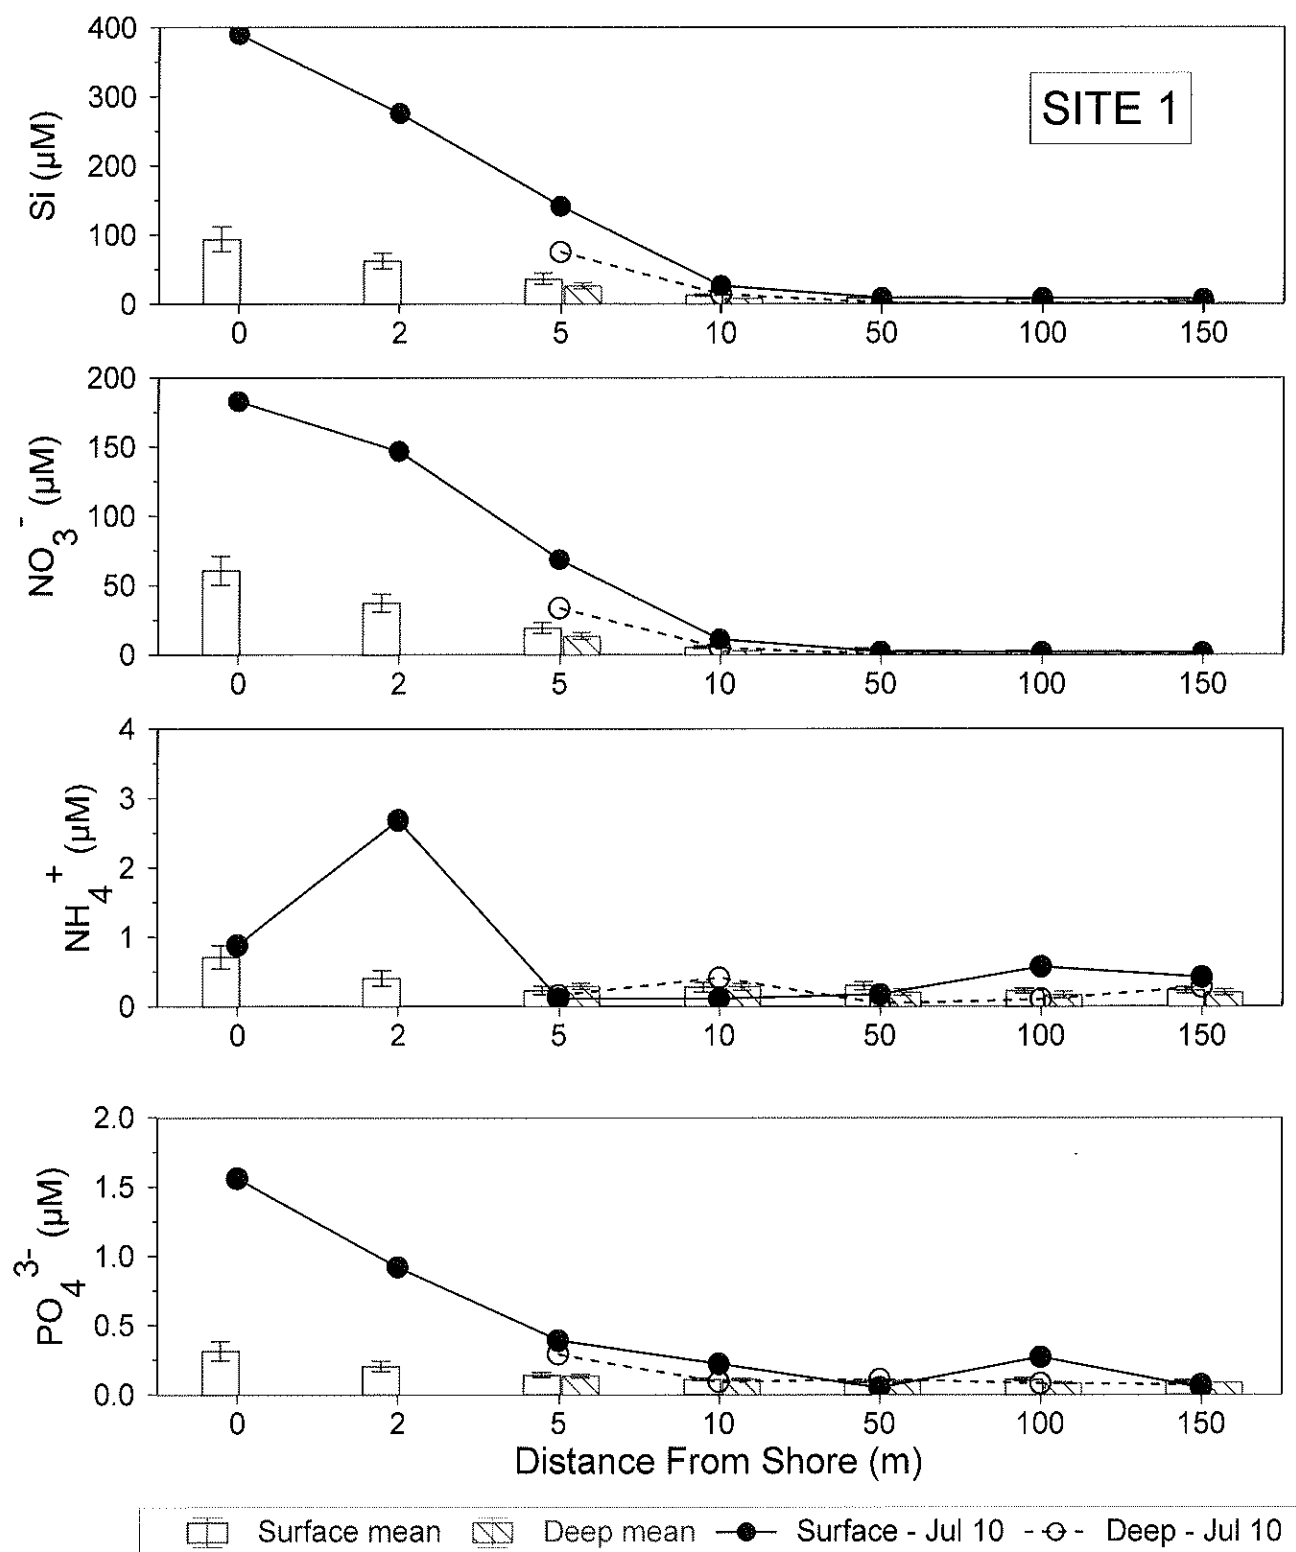 400
300
200
100
0
Si (µM)
SITE 1
0 2 5 10 50 100 150
200
150
100
50
0
NO3- (µM)
0 2 5 10 50 100 150
4
3
2
1
0
NH4+ (µM)
0 2 5 10 50 100 150
2.0
1.5
1.0
0.5
0.0
PO4 3- (µM)
0 2 5 10 50 100 150
Distance From Shore (m)
Surface mean Deep mean Surface - Jul 10 Deep - Jul 10